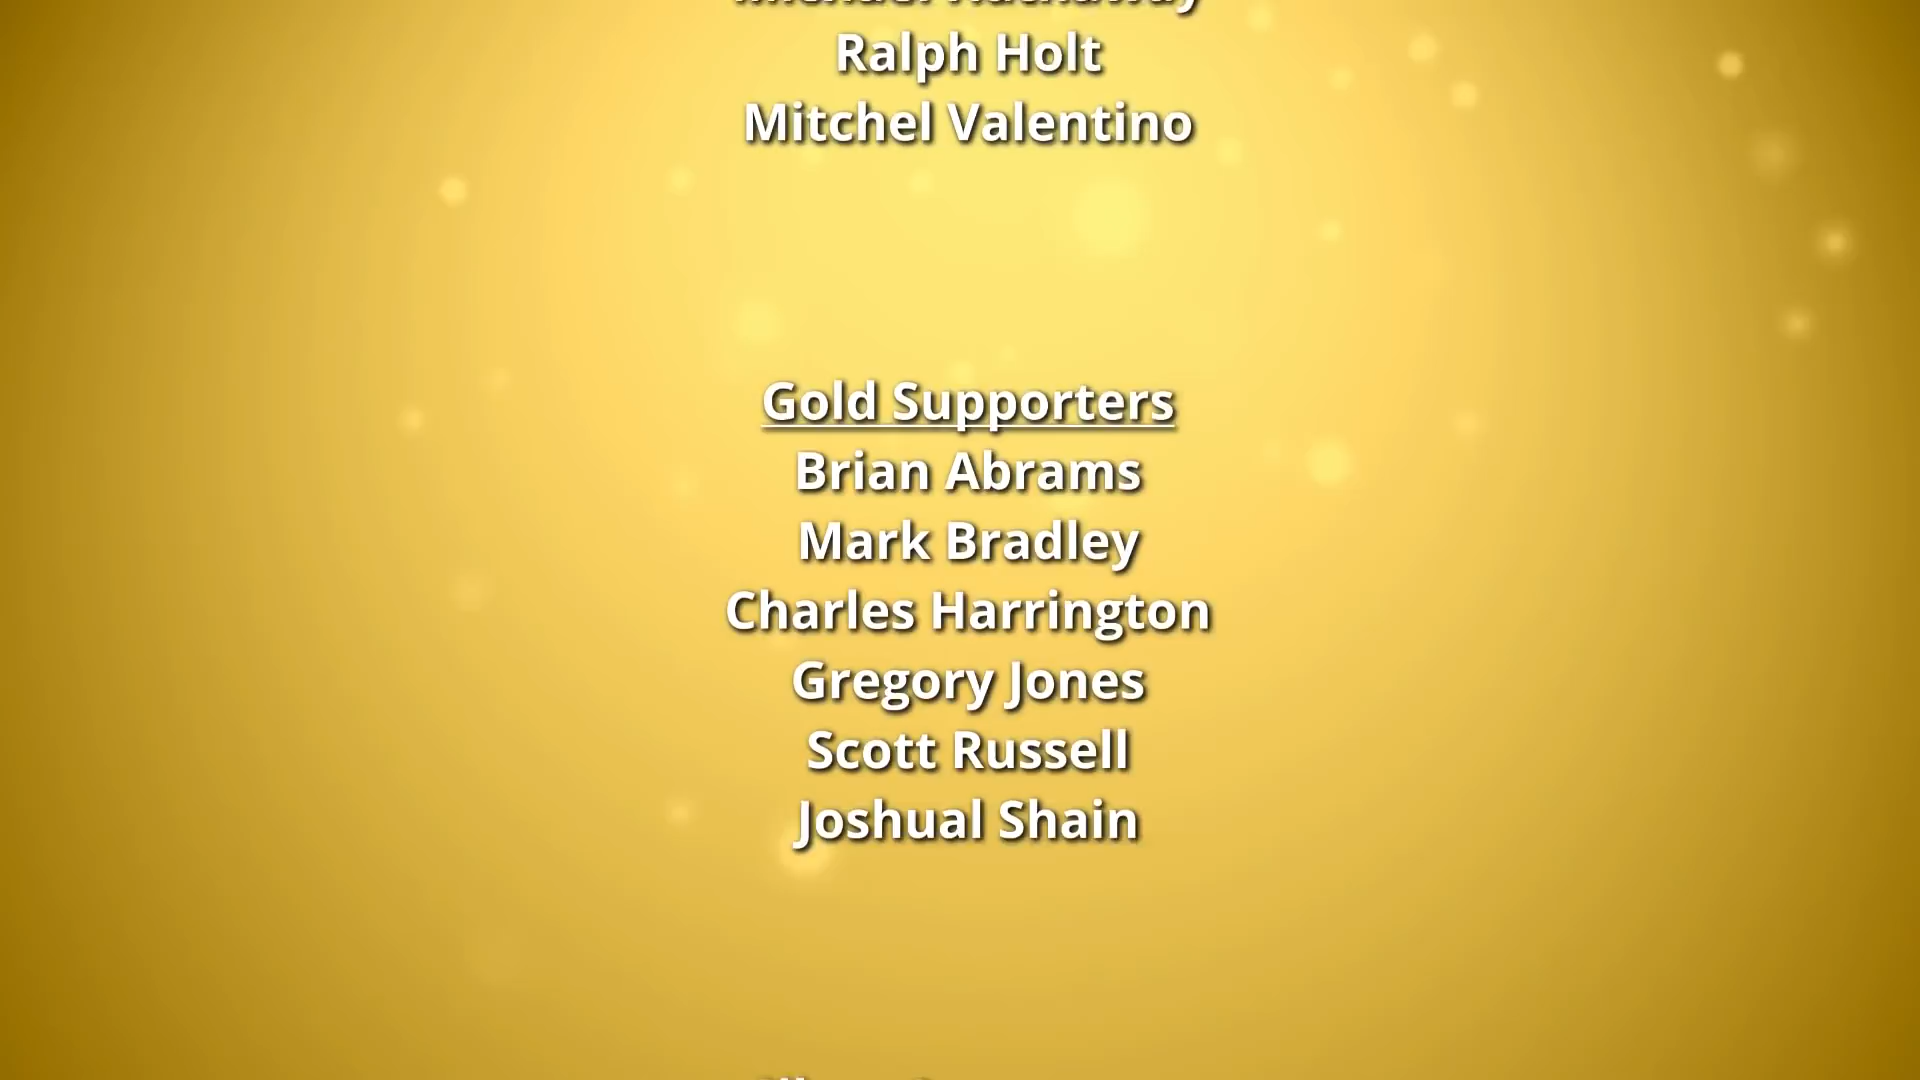 Ralph Holt
Mitchel Valentino
Gold Supporters
Brian Abrams
Mark Bradley
Charles Harrington
Gregory Jones
Scott Russell
Joshual Shain